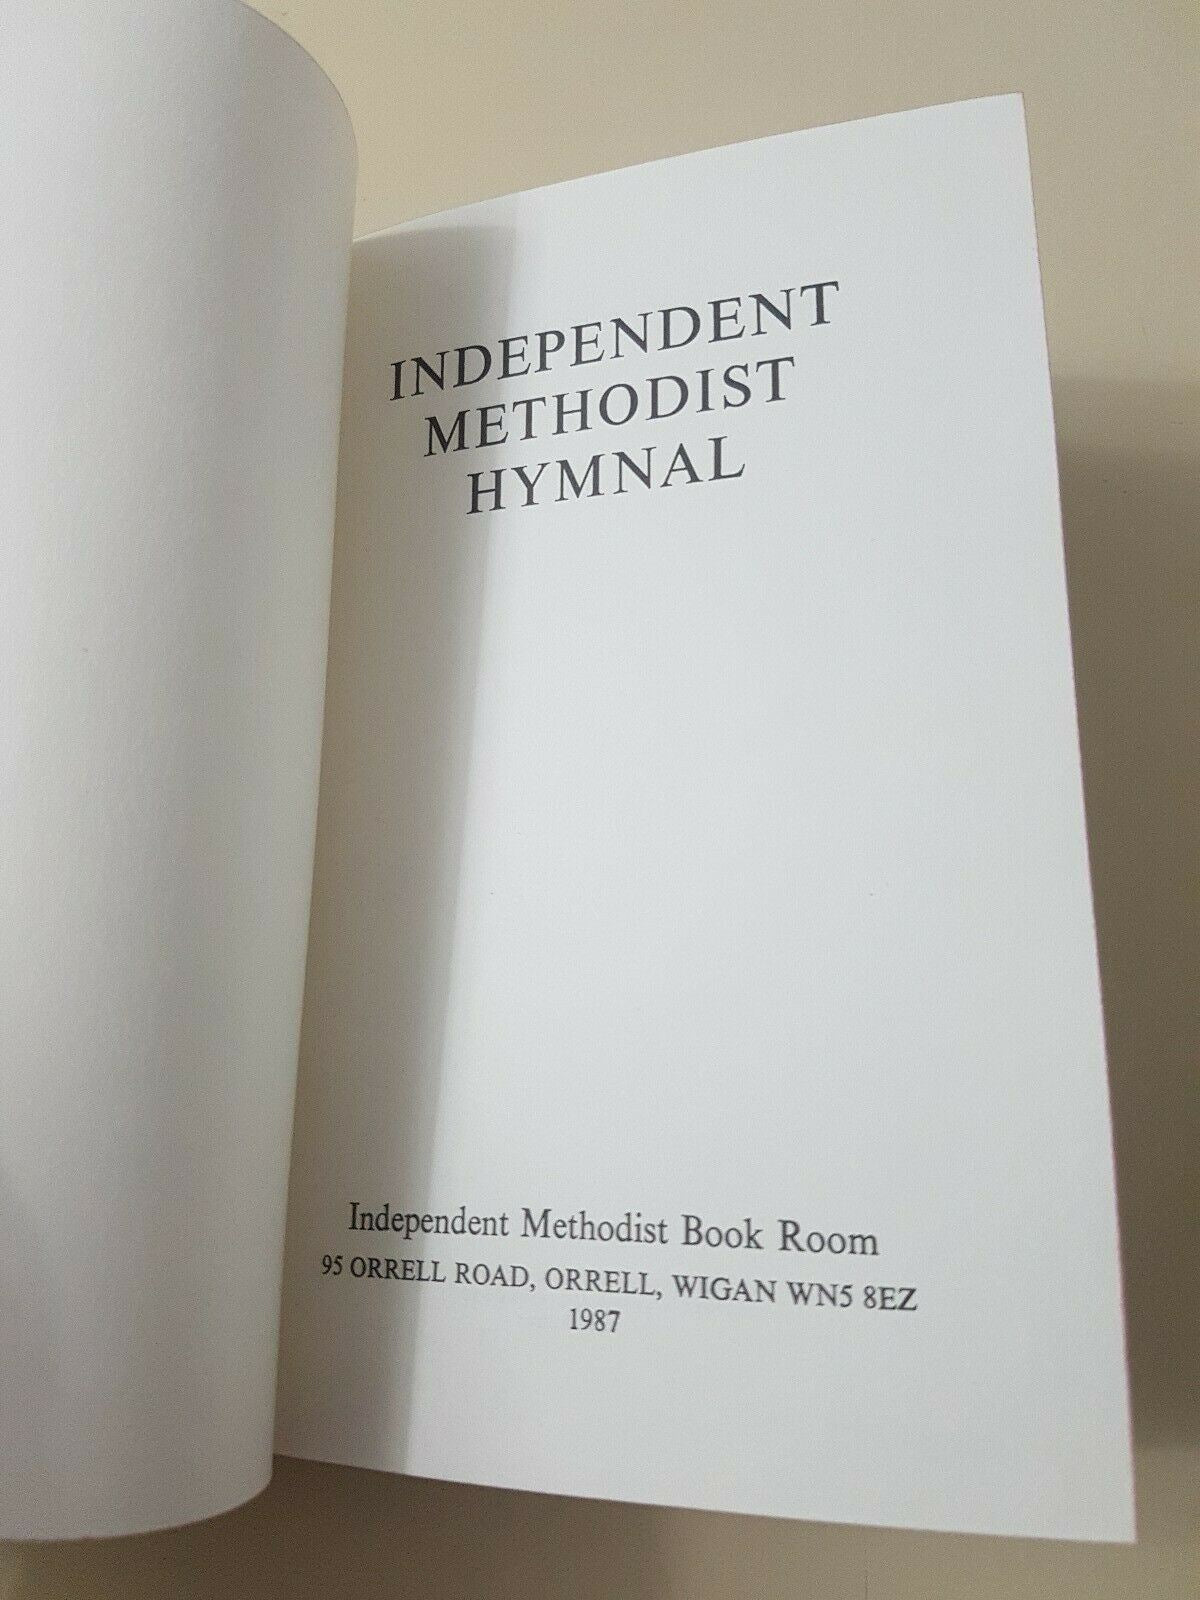 INDEPENDENT
METHODIST
HYMNAL
Independent Methodist Book Room
95 ORRELL ROAD, ORRELL, WIGAN WN5 8EZ
1987